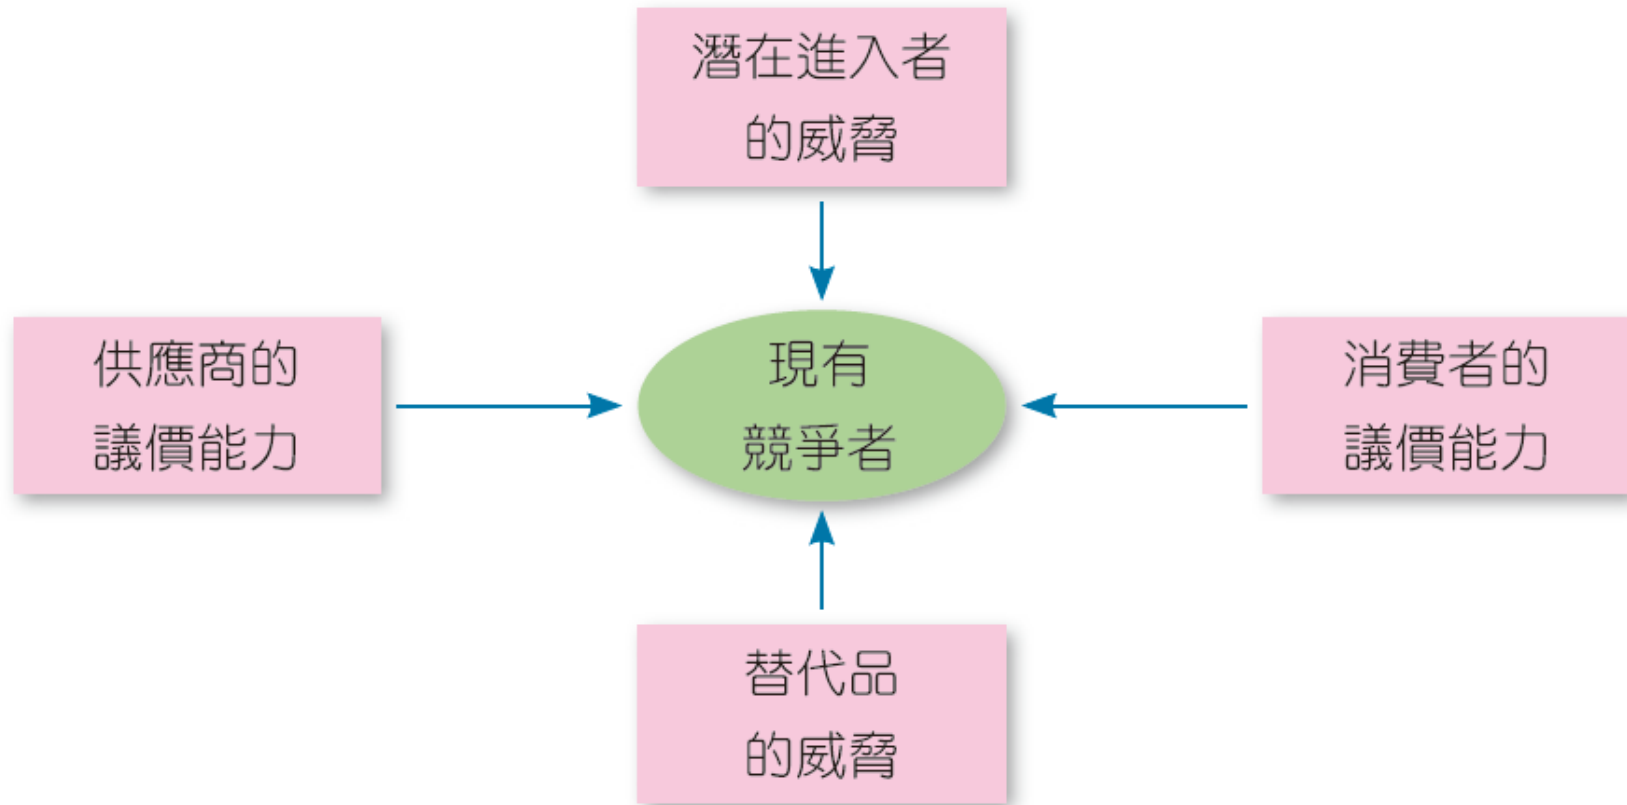 潛在進入者
的威脅
供應商的
議價能力
現有
競爭者
消費者的
議價能力
替代品
的威脅